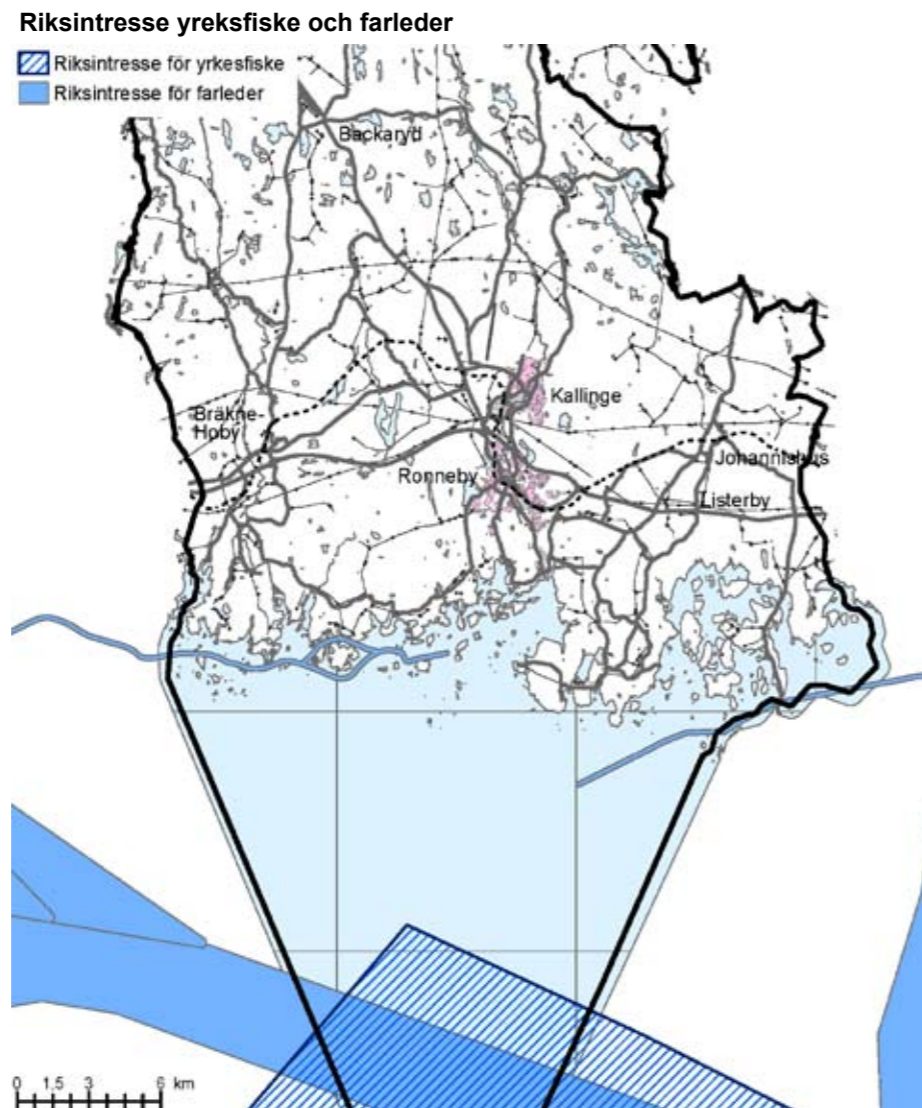 Riksintresse yreksfiske och farleder
Riksintresse för yrkesfiske
Riksintresse för farleder
Backaryd
Kallinge
Bräkne-
Hoby
Ronneby
Johannishus
Listerby
0 1,5 3 6 km